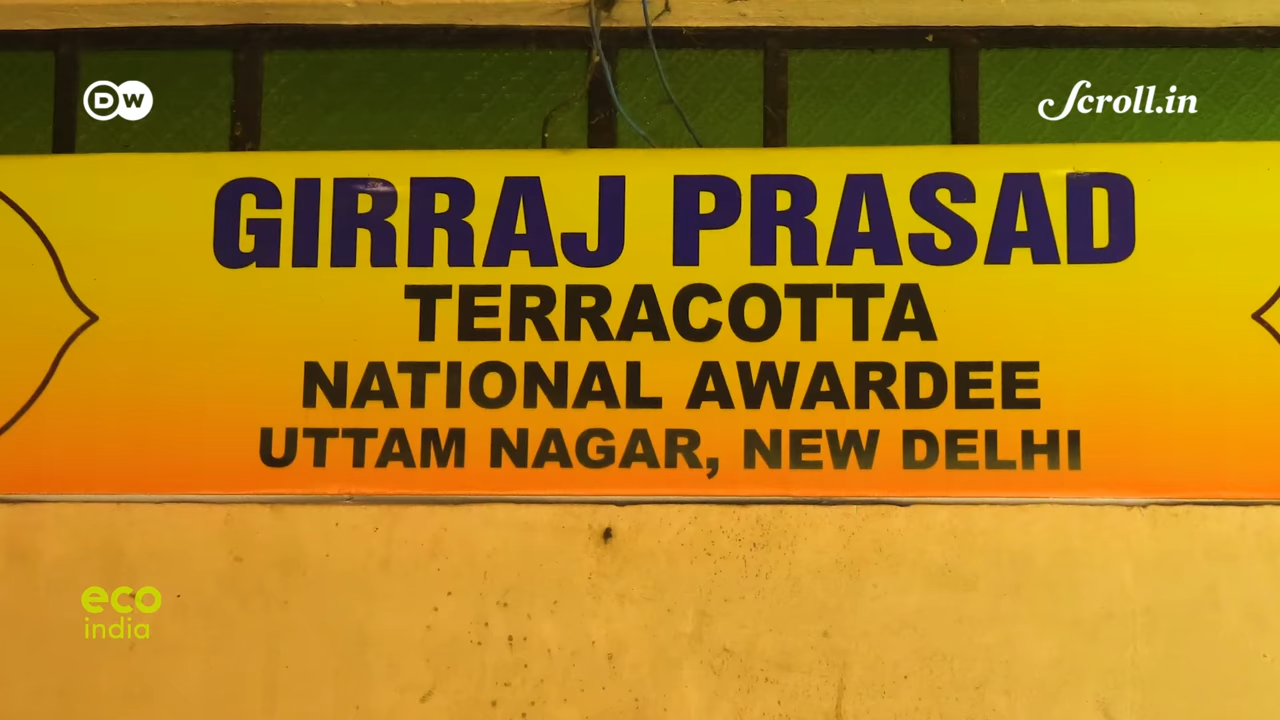 DW
Scroll.in
GIRRAJ PRASAD
TERRACOTTA
NATIONAL AWARDEE
UTTAM NAGAR, NEW DELHI
eco
india